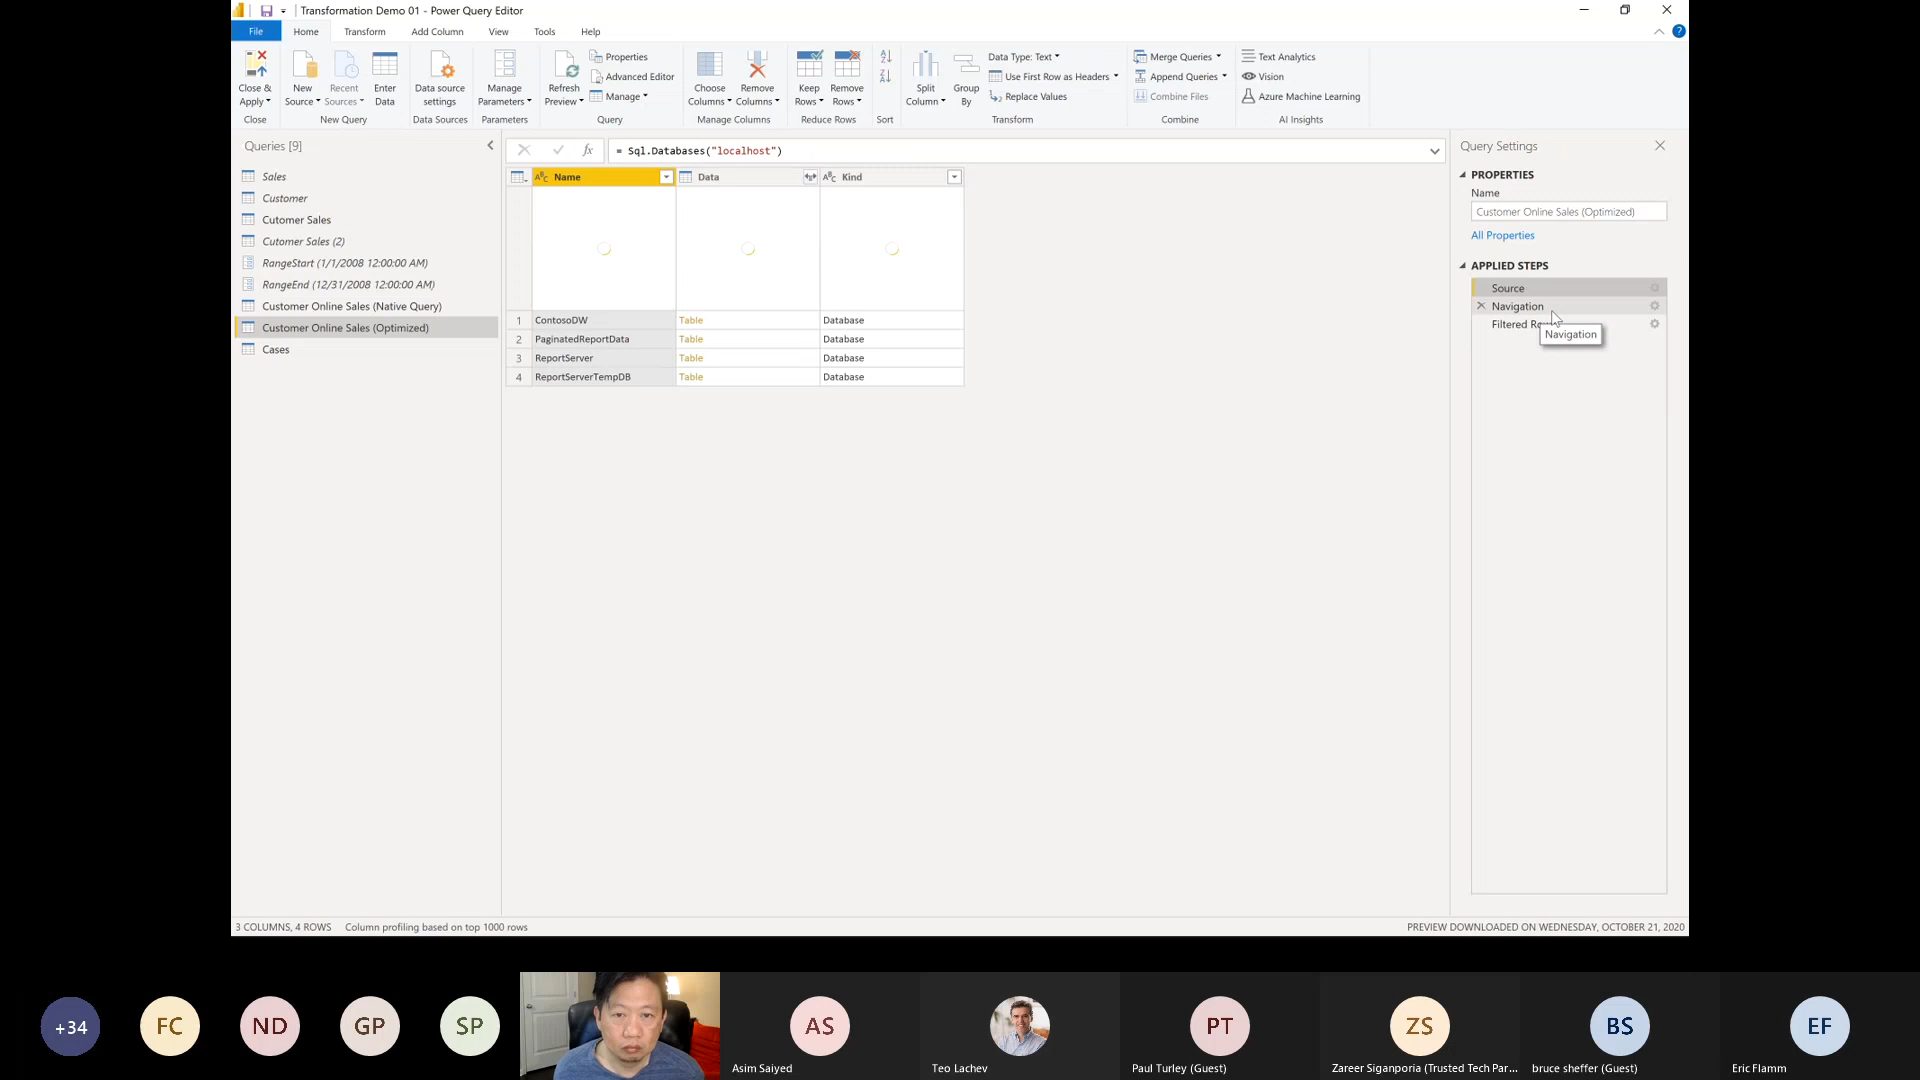 Transformation Demo 01 - Power Query Editor
File Home Transform Add Column View Tools Help
Close & Apply
Close
New Source
Recent Sources
Enter Data
New Query
Data source settings
Data Sources
Manage Parameters
Parameters
Refresh Preview
Properties
Advanced Editor
Manage
Query
Choose Columns
Remove Columns
Manage Columns
Keep Rows
Remove Rows
Reduce Rows
Sort
Split Column
Group By
Data Type: Text
Use First Row as Headers
Replace Values
Transform
Merge Queries
Append Queries
Combine Files
Combine
Text Analytics
Vision
Azure Machine Learning
AI Insights
Queries [9]
Sales
Customer
Cutomer Sales
Cutomer Sales (2)
RangeStart (1/1/2008 12:00:00 AM)
RangeEnd (12/31/2008 12:00:00 AM)
Customer Online Sales (Native Query)
Customer Online Sales (Optimized)
Cases
fx = Sql.Databases("localhost")
ABC Name Data ABC Kind
1 ContosoDW Table Database
2 PaginatedReportData Table Database
3 ReportServer Table Database
4 ReportServerTempDB Table Database
Query Settings
PROPERTIES
Name
Customer Online Sales (Optimized)
All Properties
APPLIED STEPS
Source
Navigation
Filtered
Navigation
3 COLUMNS, 4 ROWS Column profiling based on top 1000 rows
PREVIEW DOWNLOADED ON WEDNESDAY, OCTOBER 21, 2020
+34 FC ND GP SP AS PT ZS BS EF
Asim Saiyed Teo Lachev Paul Turley (Guest) Zareer Siganporia (Trusted Tech Par... bruce sheffer (Guest) Eric Flamm